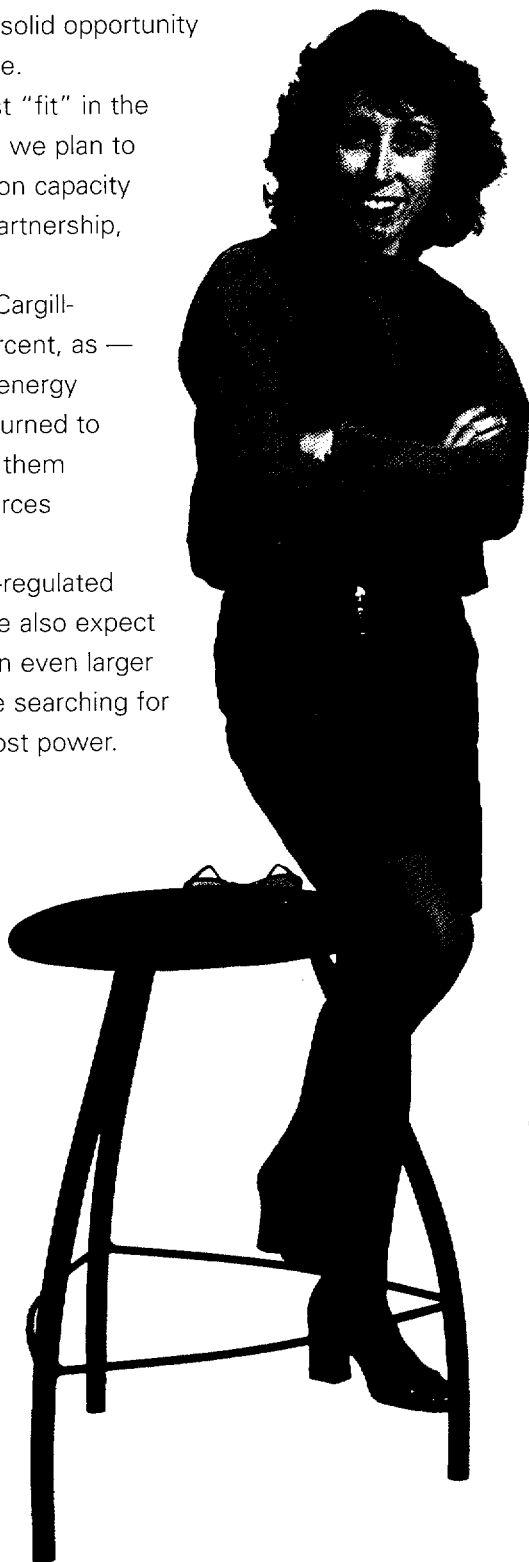 solid opportunity
e.
st “fit” in the
we plan to
on capacity
artnership,
Cargill-
rcent, as —
energy
urned to
them
rces
-regulated
e also expect
n even larger
e searching for
ost power.